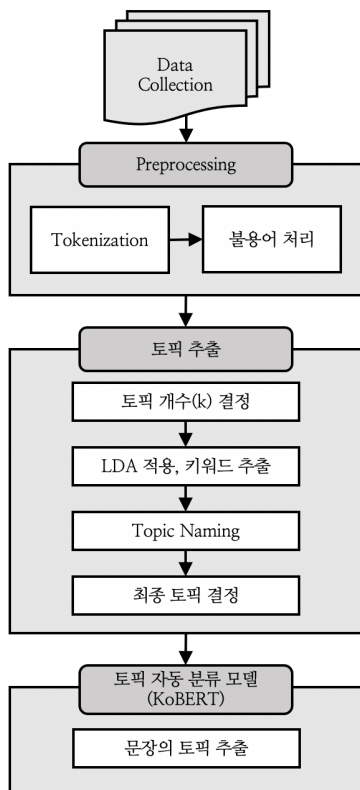 Data
Collection
Preprocessing
Tokenization
불용어 처리
토픽 추출
토픽 개수(k) 결정
LDA 적용, 키워드 추출
Topic Naming
최종 토픽 결정
토픽 자동 분류 모델
(KoBERT)
문장의 토픽 추출